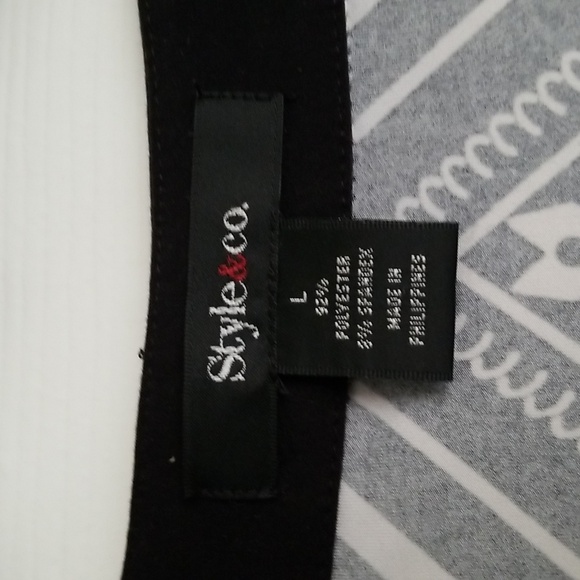 Style&co.
L
92%
POLYESTER
8% SPANDEX
MADE IN
PHILIPPINES